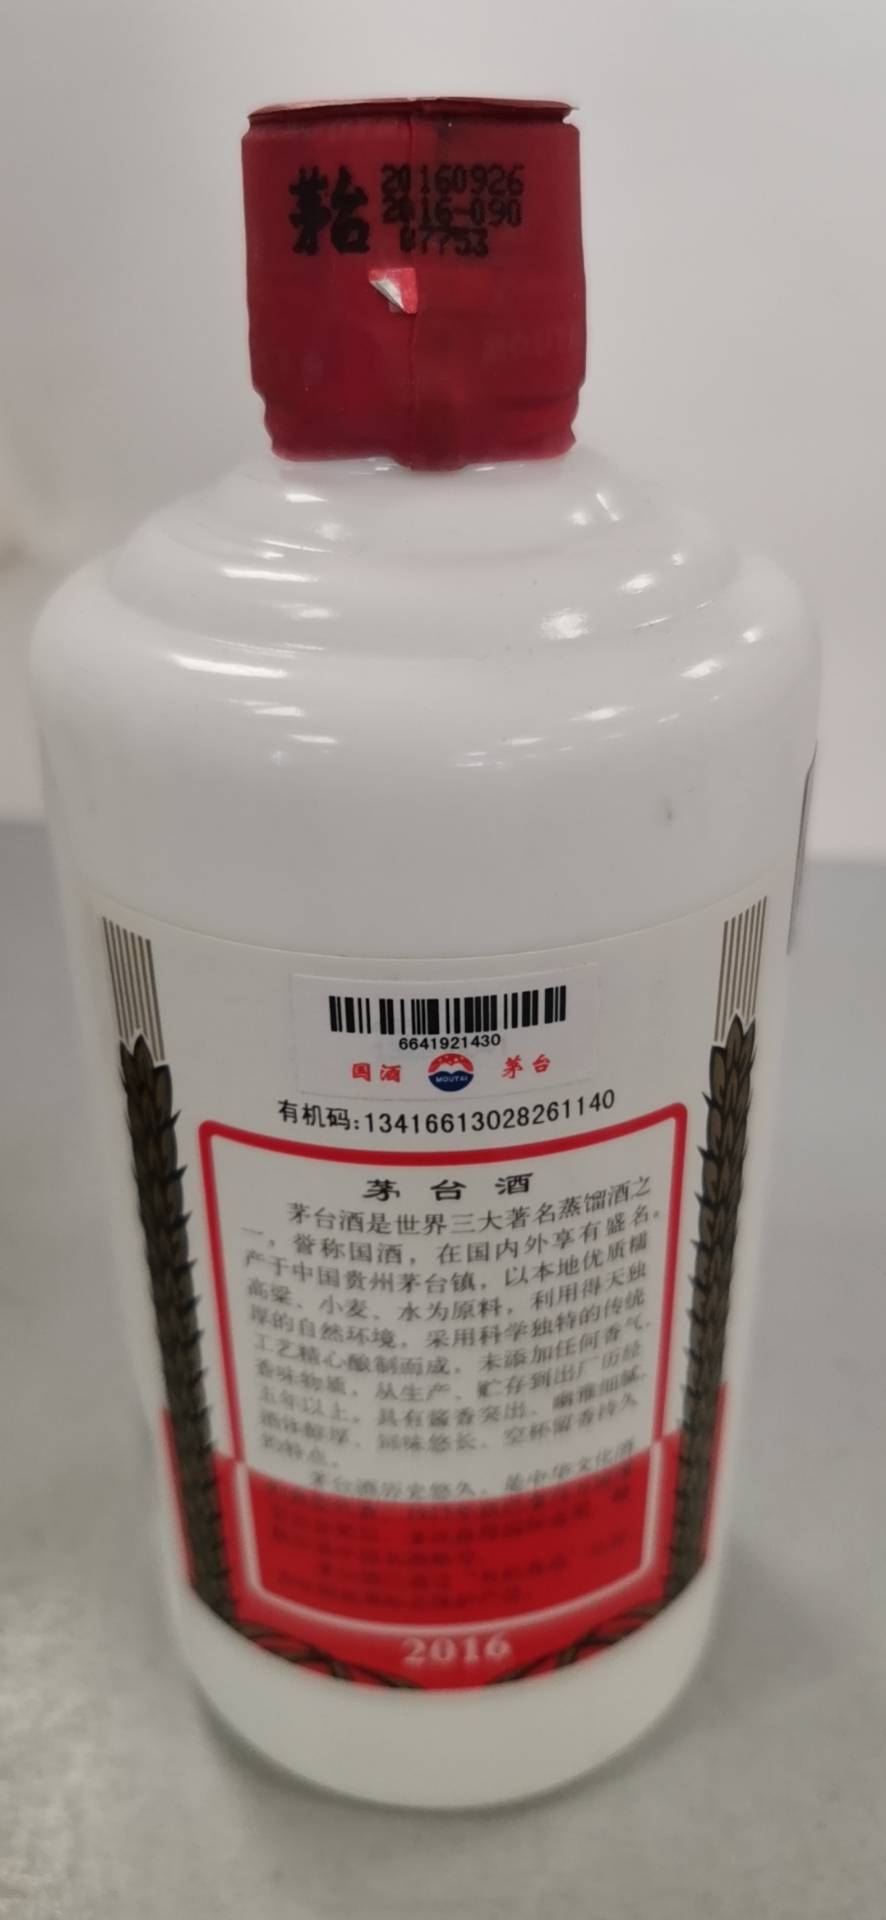 茅台
20160926
2016-090
07753
6641921430
国酒
MOUTAI
茅台
有机码:13416613028261140
茅台酒
茅台酒是世界三大著名蒸馏酒之
一，誉称国酒，在国内外享有盛名。
产于中国贵州茅台镇，以本地优质糯
高粱、小麦、水为原料，利用得天独
厚的自然环境，采用科学独特的传统
工艺精心酿制而成，未添加任何香气、
香味物质，从生产、贮存到出厂历经
五年以上。具有酱香突出、幽雅细腻、
酒体醇厚、回味悠长、空杯留香持久
的特点。
茅台酒历史悠久，是中华文化酒
2016